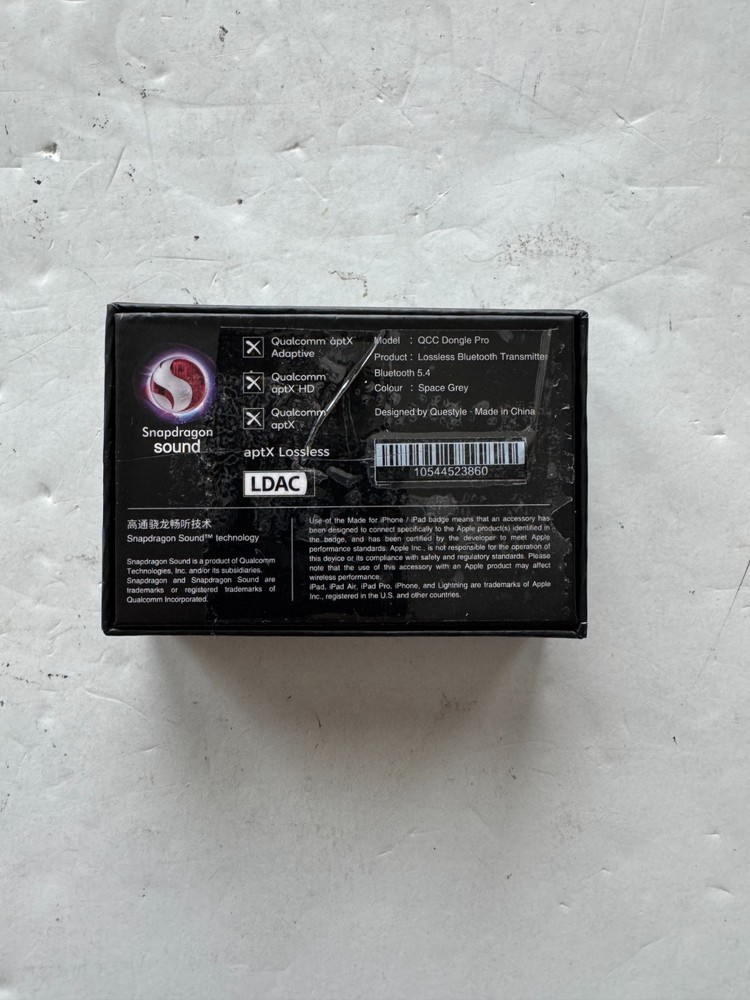 Snapdragon
sound
Qualcomm aptX
Adaptive
Qualcomm
aptX HD
Qualcomm
aptX
aptX Lossless
LDAC
Model : QCC Dongle Pro
Product : Lossless Bluetooth Transmitter
Bluetooth 5.4
Colour : Space Grey
Designed by Questyle · Made in China
10544523860
高通骁龙畅听技术
Snapdragon Sound™ technology
Snapdragon Sound is a product of Qualcomm
Technologies, Inc. and/or its subsidiaries.
Snapdragon and Snapdragon Sound are
trademarks or registered trademarks of
Qualcomm Incorporated.
Use of the Made for iPhone / iPad badge means that an accessory has
been designed to connect specifically to the Apple product(s) identified in
the badge, and has been certified by the developer to meet Apple
performance standards. Apple Inc., is not responsible for the operation of
this device or its compliance with safety and regulatory standards. Please
note that the use of this accessory with an Apple product may affect
wireless performance.
iPad, iPad Air, iPad Pro, iPhone, and Lightning are trademarks of Apple
Inc., registered in the U.S. and other countries.